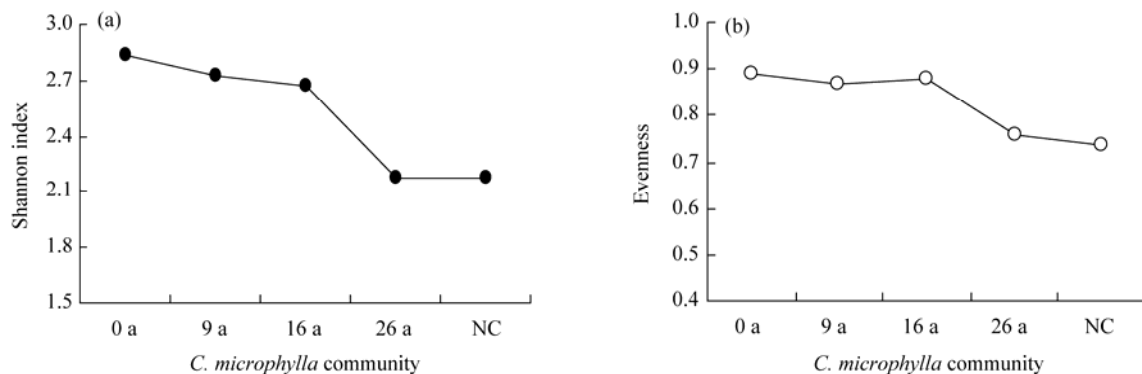 (a)
3.0
2.7
2.4
2.1
1.8
1.5
Shannon index
0 a 9 a 16 a 26 a NC
C. microphylla community
(b)
1.0
0.9
0.8
0.7
0.6
0.5
0.4
Evenness
0 a 9 a 16 a 26 a NC
C. microphylla community